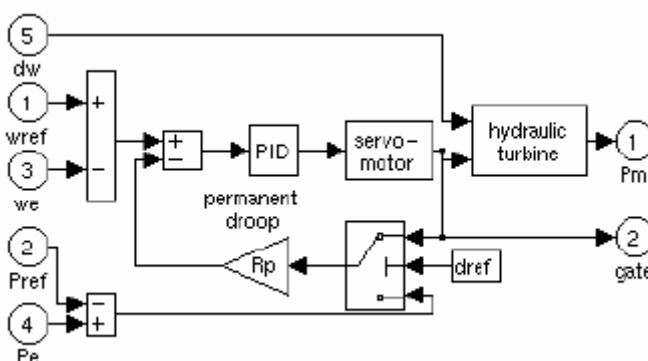 5
dw
1
wref
3
we
2
Pref
4
Pe
+
−
+
−
PID
servo-
motor
hydraulic
turbine
1
Pm
permanent
droop
Rp
dref
2
gate
−
+